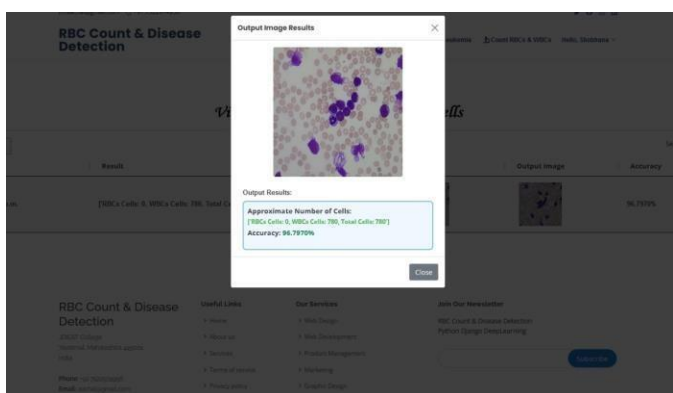 RBC Count & Disease
Detection
Count RBCs & WBCs
Hello, Shubham
Output Image Results
×
Vi
ells
Result
Output Image
Accuracy
['RBCs Cells: 0, WBCs Cells: 780, Total Ce
96.7970%
Output Results:
Approximate Number of Cells:
['RBCs Cells: 0, WBCs Cells: 780, Total Cells: 780']
Accuracy: 96.7970%
Close
RBC Count & Disease
Detection
Useful Links
Our Services
Join Our Newsletter
Home
Web Design
RBC Count & Disease Detection
Python Django DeepLearning
About us
Web Development
Services
Product Management
India
Terms of service
Marketing
Subscribe
Phone:
Privacy policy
Graphic Design
Email: